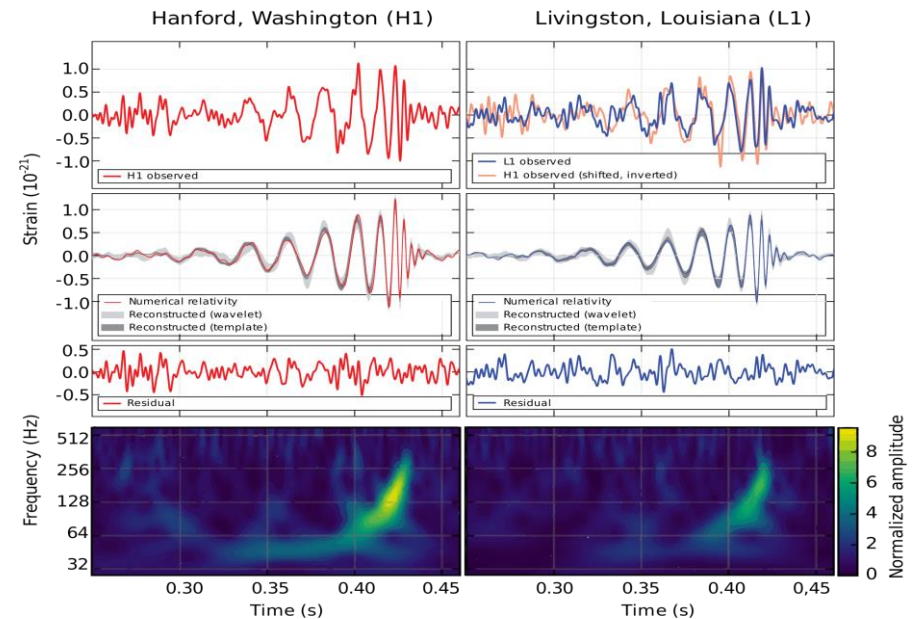 Hanford, Washington (H1)
Livingston, Louisiana (L1)
Strain (10⁻²¹)
1.0
0.5
0.0
-0.5
-1.0
H1 observed
L1 observed
H1 observed (shifted, inverted)
1.0
0.5
0.0
-0.5
-1.0
Numerical relativity
Reconstructed (wavelet)
Reconstructed (template)
Numerical relativity
Reconstructed (wavelet)
Reconstructed (template)
0.5
0.0
-0.5
Residual
Residual
Frequency (Hz)
512
256
128
64
32
Normalized amplitude
8
6
4
2
0
0.30
0.35
0.40
0.45
0.30
0.35
0.40
0,45
Time (s)
Time (s)